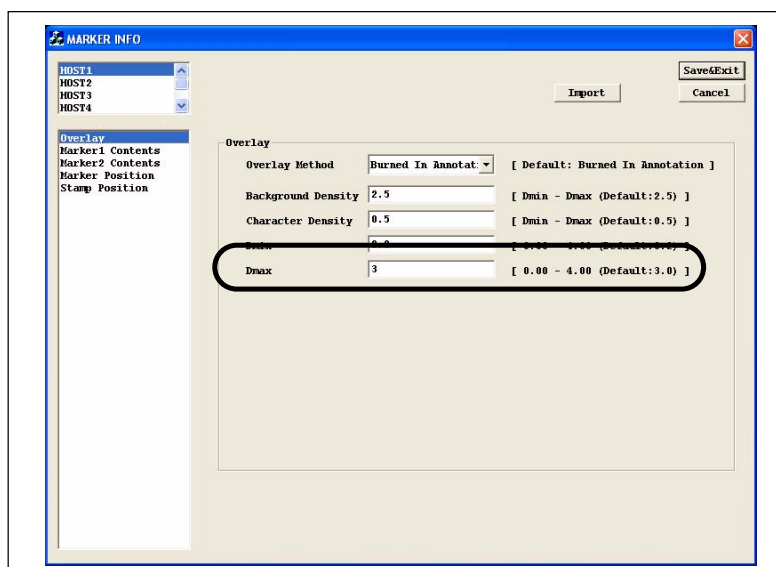 MARKER INFO
HOST1
HOST2
HOST3
HOST4
Save&Exit
Import
Cancel
Overlay
Marker1 Contents
Marker2 Contents
Marker Position
Stamp Position
Overlay
Overlay Method Burned In Annotat: [ Default: Burned In Annotation ]
Background Density 2.5 [ Dmin - Dmax (Default:2.5) ]
Character Density 0.5 [ Dmin - Dmax (Default:0.5) ]
Dmin
Dmax 3 [ 0.00 - 4.00 (Default:3.0) ]